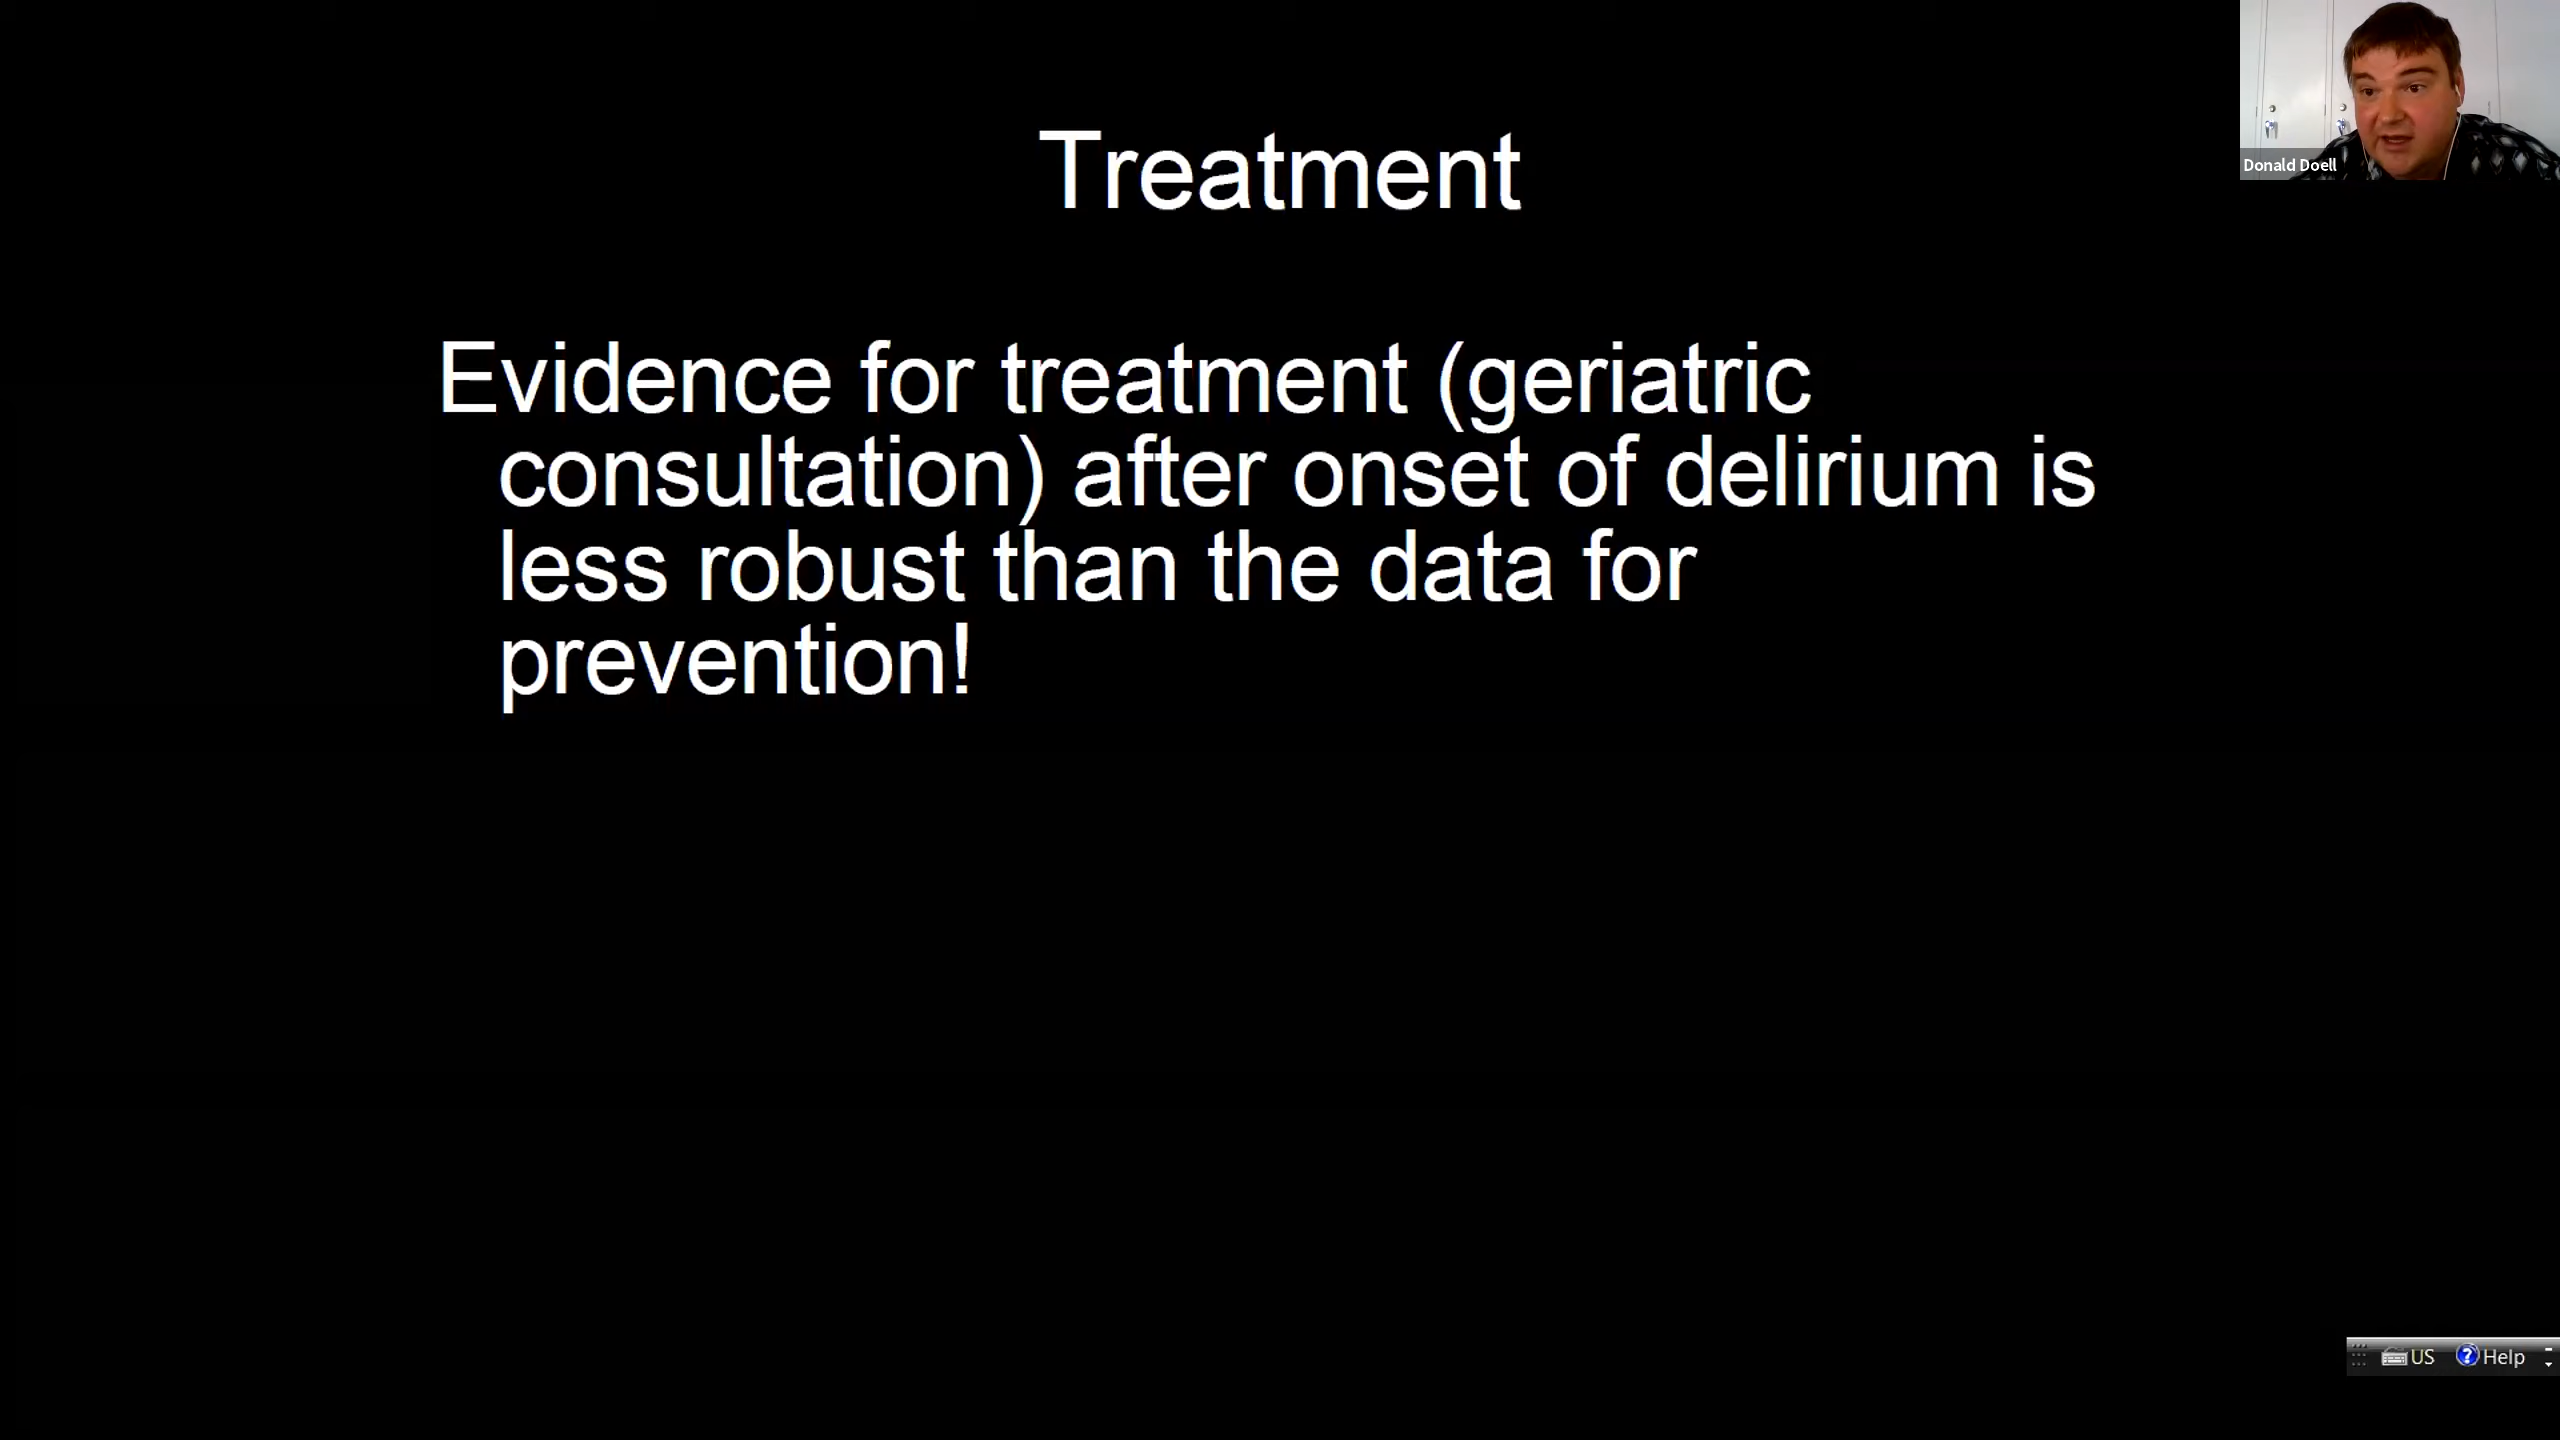 Donald Doell
Treatment
Evidence for treatment (geriatric
consultation) after onset of delirium is
less robust than the data for
prevention!
US Help